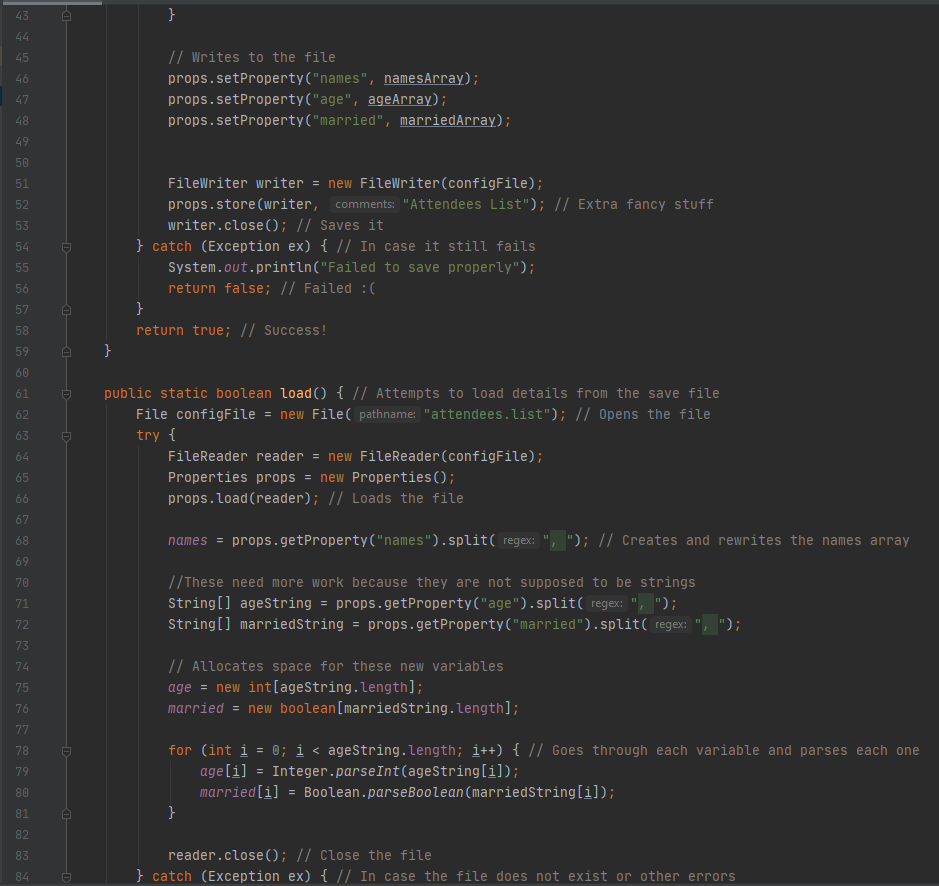 43 }
44
45 // Writes to the file
46 props.setProperty("names", namesArray);
47 props.setProperty("age", ageArray);
48 props.setProperty("married", marriedArray);
49
50
51 FileWriter writer = new FileWriter(configFile);
52 props.store(writer, comments: "Attendees List"); // Extra fancy stuff
53 writer.close(); // Saves it
54 } catch (Exception ex) { // In case it still fails
55 System.out.println("Failed to save properly");
56 return false; // Failed :(
57 }
58 return true; // Success!
59 }
60
61 public static boolean load() { // Attempts to load details from the save file
62 File configFile = new File( pathname: "attendees.list"); // Opens the file
63 try {
64 FileReader reader = new FileReader(configFile);
65 Properties props = new Properties();
66 props.load(reader); // Loads the file
67
68 names = props.getProperty("names").split( regex: ", "); // Creates and rewrites the names array
69
70 //These need more work because they are not supposed to be strings
71 String[] ageString = props.getProperty("age").split( regex: ", ");
72 String[] marriedString = props.getProperty("married").split( regex: ", ");
73
74 // Allocates space for these new variables
75 age = new int[ageString.length];
76 married = new boolean[marriedString.length];
77
78 for (int i = 0; i < ageString.length; i++) { // Goes through each variable and parses each one
79 age[i] = Integer.parseInt(ageString[i]);
80 married[i] = Boolean.parseBoolean(marriedString[i]);
81 }
82
83 reader.close(); // Close the file
84 } catch (Exception ex) { // In case the file does not exist or other errors